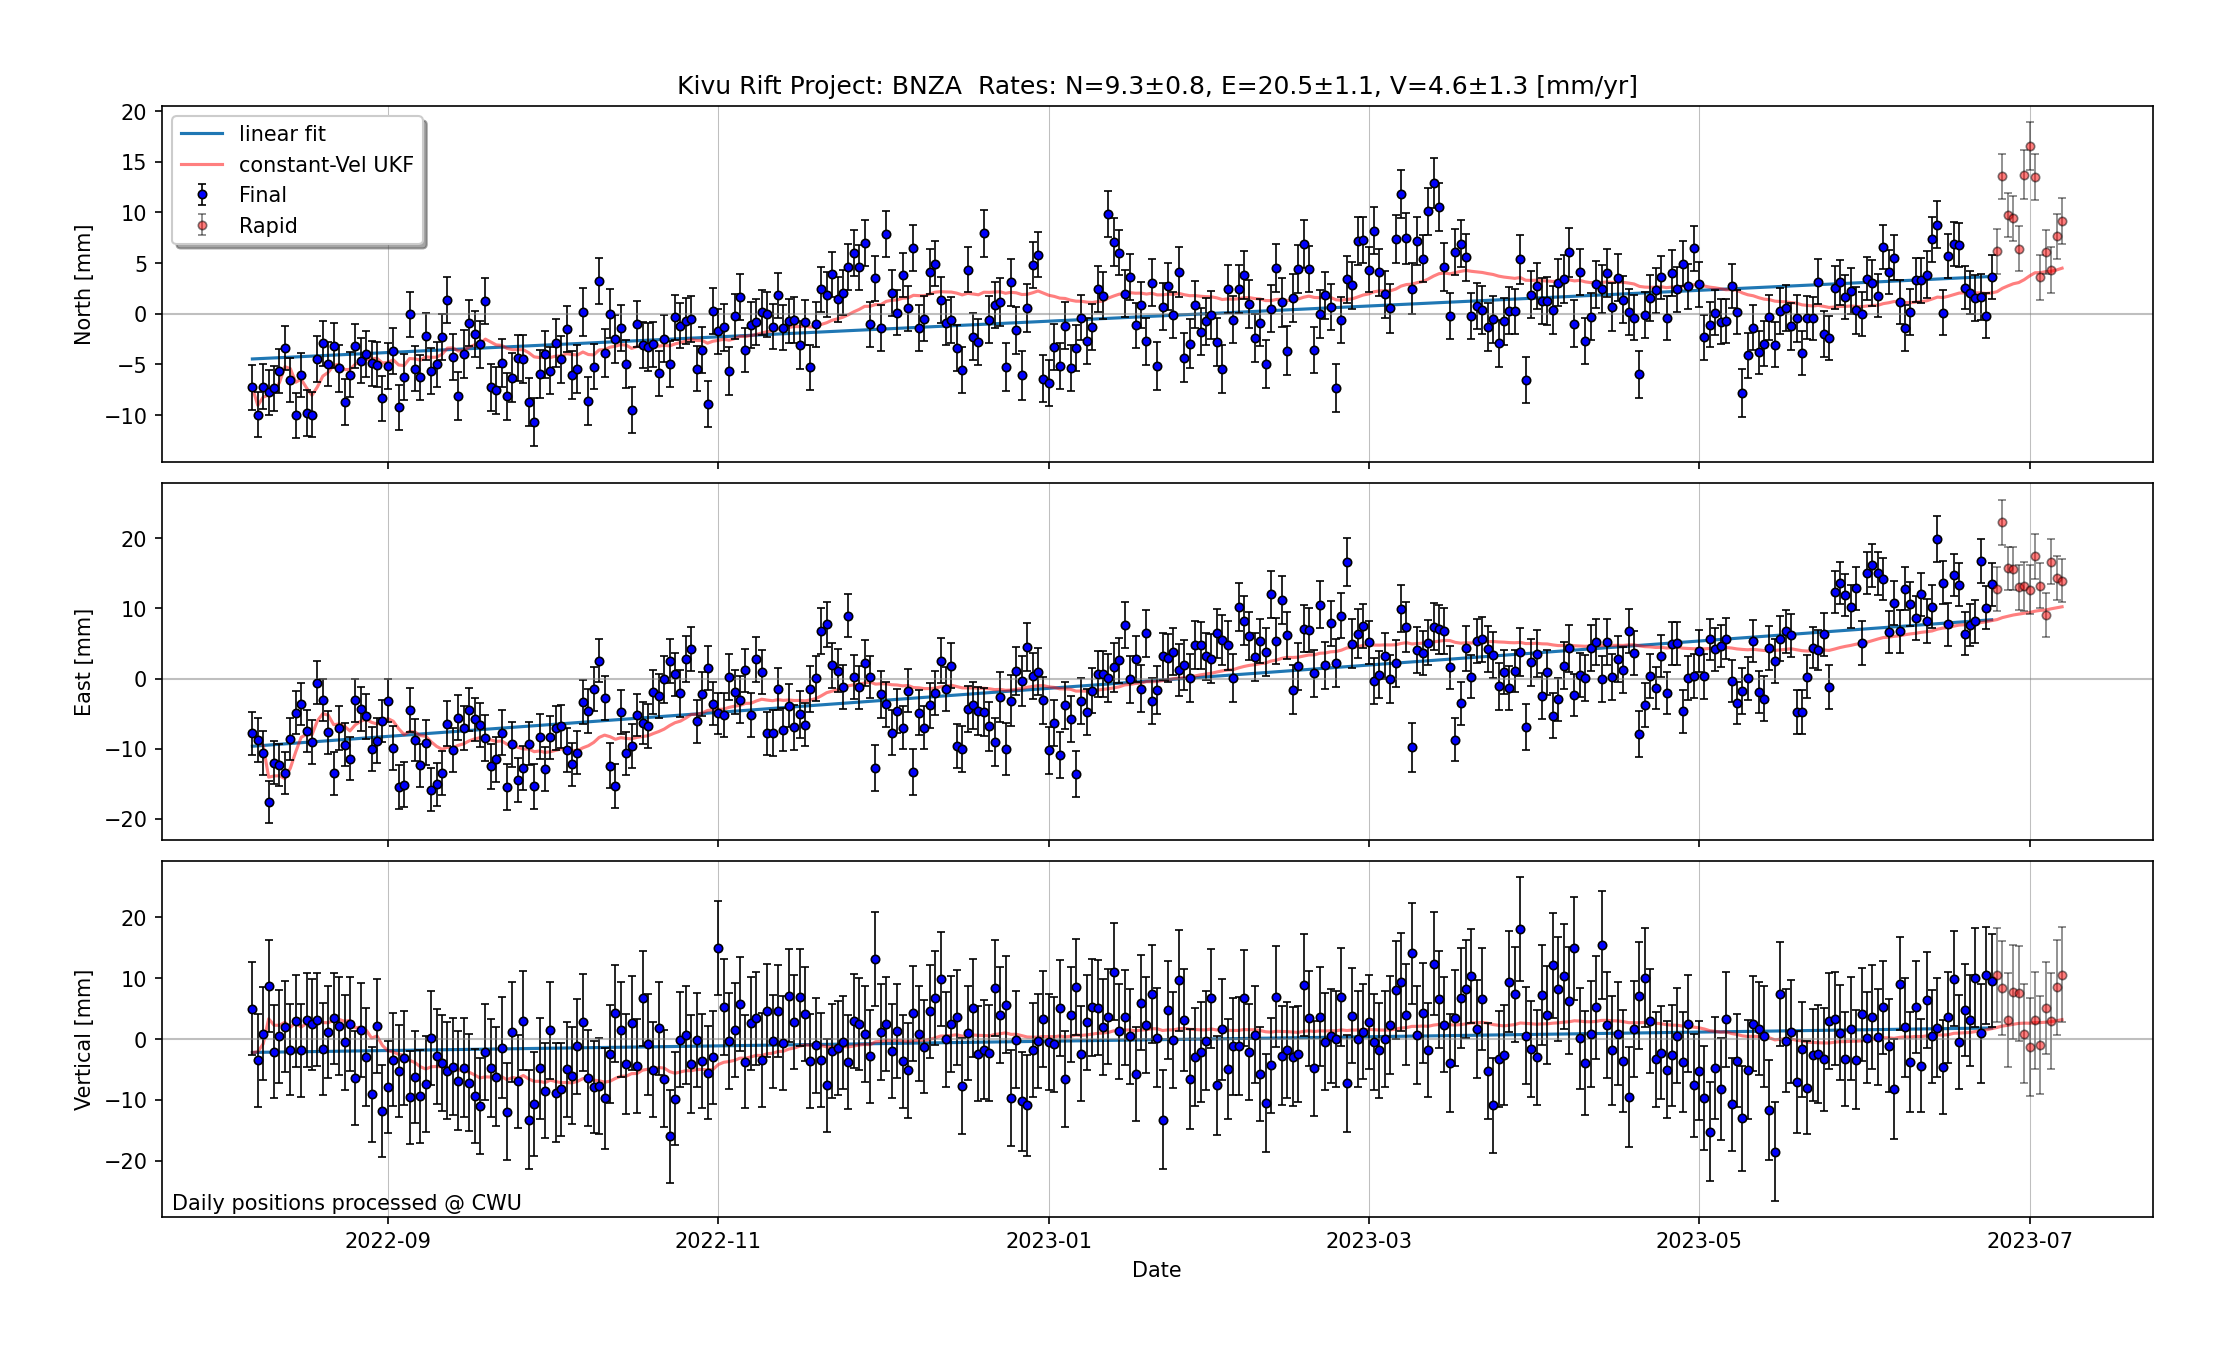 Kivu Rift Project: BNZA  Rates: N=9.3±0.8, E=20.5±1.1, V=4.6±1.3 [mm/yr]
linear fit
constant-Vel UKF
Final
Rapid
North [mm]
20
15
10
5
0
−5
−10
East [mm]
20
10
0
−10
−20
Vertical [mm]
20
10
0
−10
−20
Daily positions processed @ CWU
2022-09 2022-11 2023-01 2023-03 2023-05 2023-07
Date